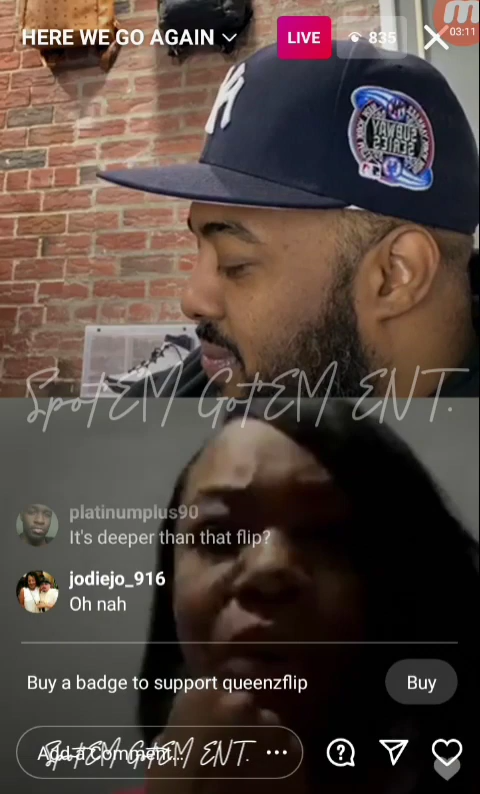 HERE WE GO AGAIN
LIVE
835
03:11
NY
SUBWAY
SERIES
SpotEM GotEM ENT.
platinumplus90
It's deeper than that flip?
jodiejo_916
Oh nah
Buy a badge to support queenzflip
Buy
Add a Comment...
SpotEM GotEM ENT.